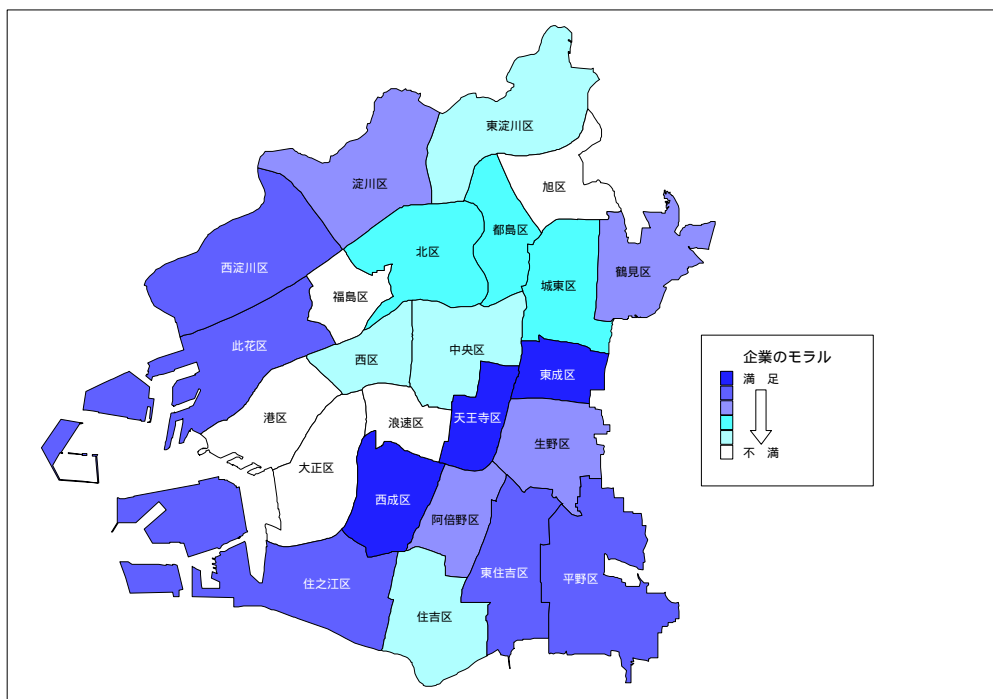 東淀川区
淀川区
旭区
都島区
北区
西淀川区
鶴見区
城東区
福島区
此花区
中央区
西区
東成区
港区
浪速区
天王寺区
生野区
大正区
西成区
阿倍野区
東住吉区
平野区
住之江区
住吉区
企業のモラル
満 足
不 満